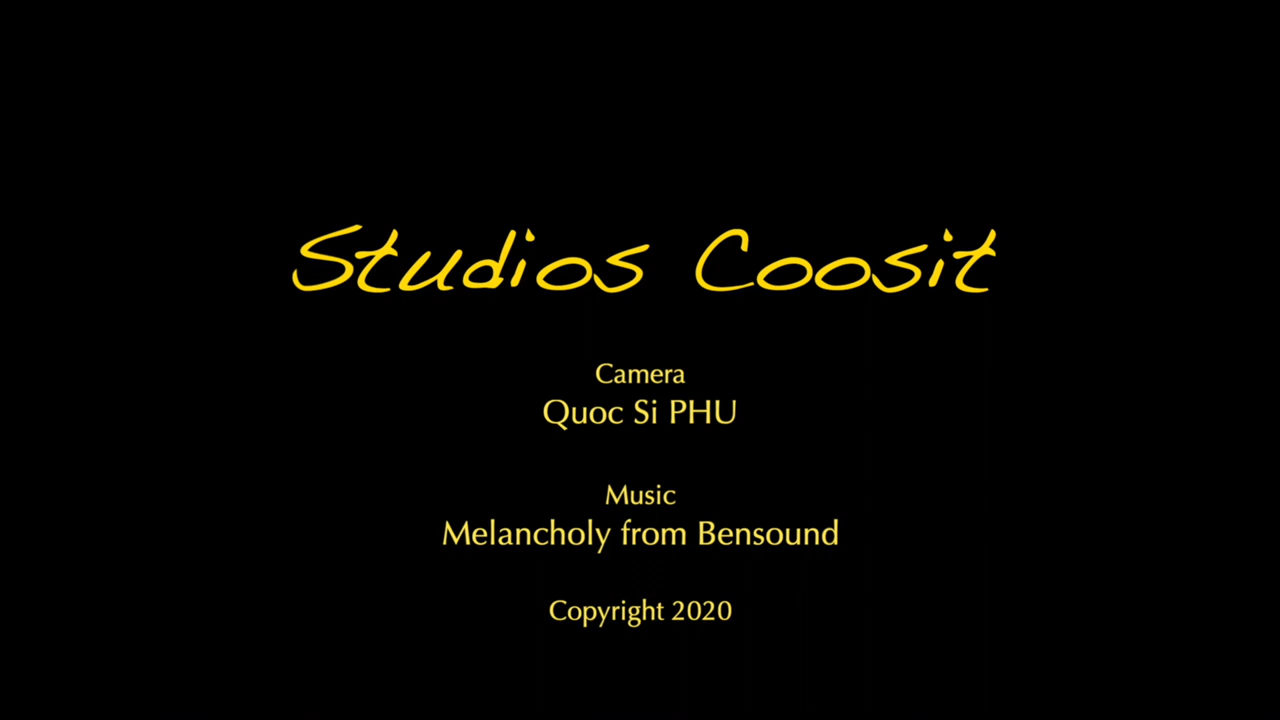 Studios Coosit
Camera
Quoc Si PHU
Music
Melancholy from Bensound
Copyright 2020